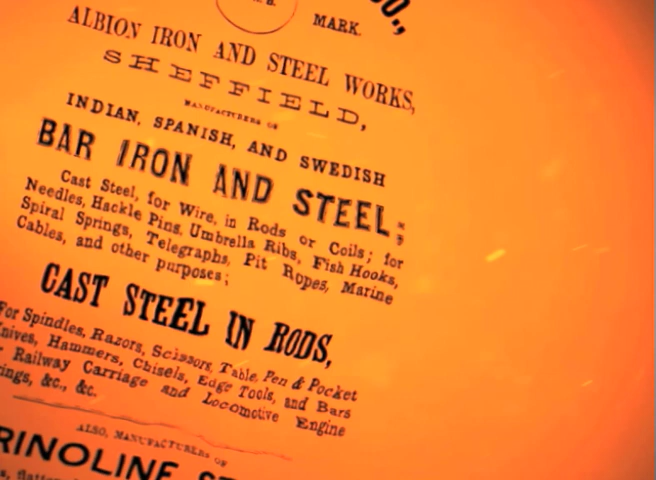 MARK.
ALBION IRON AND STEEL WORKS,
SHEFFIELD,
MANUFACTURERS OF
INDIAN, SPANISH, AND SWEDISH
BAR IRON AND STEEL;
Cast Steel, for Wire, in Rods or Coils; for
Needles, Hackle Pins, Umbrella Ribs, Fish Hooks,
Spiral Springs, Telegraphs, Pit Ropes, Marine
Cables, and other purposes;
CAST STEEL IN RODS,
For Spindles, Razors, Scissors, Table, Pen & Pocket
Knives, Hammers, Chisels, Edge Tools, and Bars
Railway Carriage and Locomotive Engine
&c., &c.
ALSO, MANUFACTURERS OF